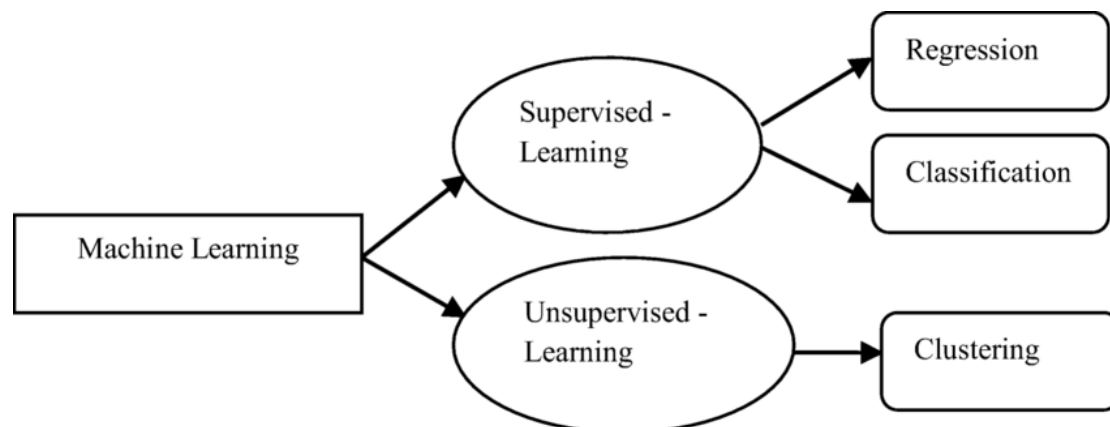 Regression
Supervised -
Learning
Classification
Machine Learning
Unsupervised -
Learning
Clustering